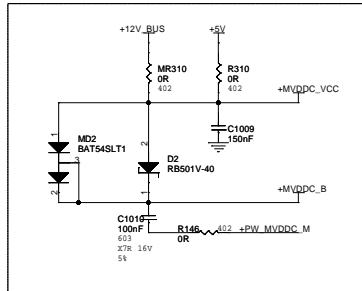 +12V_BUS
+5V
MR310
0R
402
R310
0R
402
+MVDDC_VCC
1
MD2
BAT54SLT1
3
2
2
D2
RB501V-40
1
C1009
150nF
+MVDDC_B
C1010
100nF
603
X7R 16V
5%
R146
0R
402
+PW_MVDDC_M